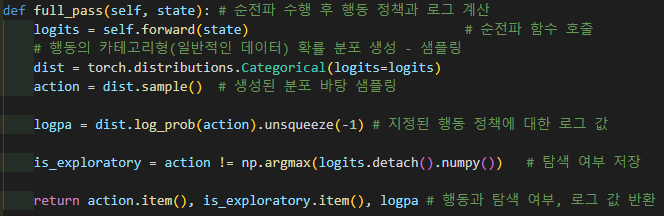 def full_pass(self, state): # 순전파 수행 후 행동 정책과 로그 계산
logits = self.forward(state) # 순전파 함수 호출
# 행동의 카테고리형(일반적인 데이터) 확률 분포 생성 - 샘플링
dist = torch.distributions.Categorical(logits=logits)
action = dist.sample() # 생성된 분포 바탕 샘플링
logpa = dist.log_prob(action).unsqueeze(-1) # 지정된 행동 정책에 대한 로그 값
is_exploratory = action != np.argmax(logits.detach().numpy()) # 탐색 여부 저장
return action.item(), is_exploratory.item(), logpa # 행동과 탐색 여부, 로그 값 반환